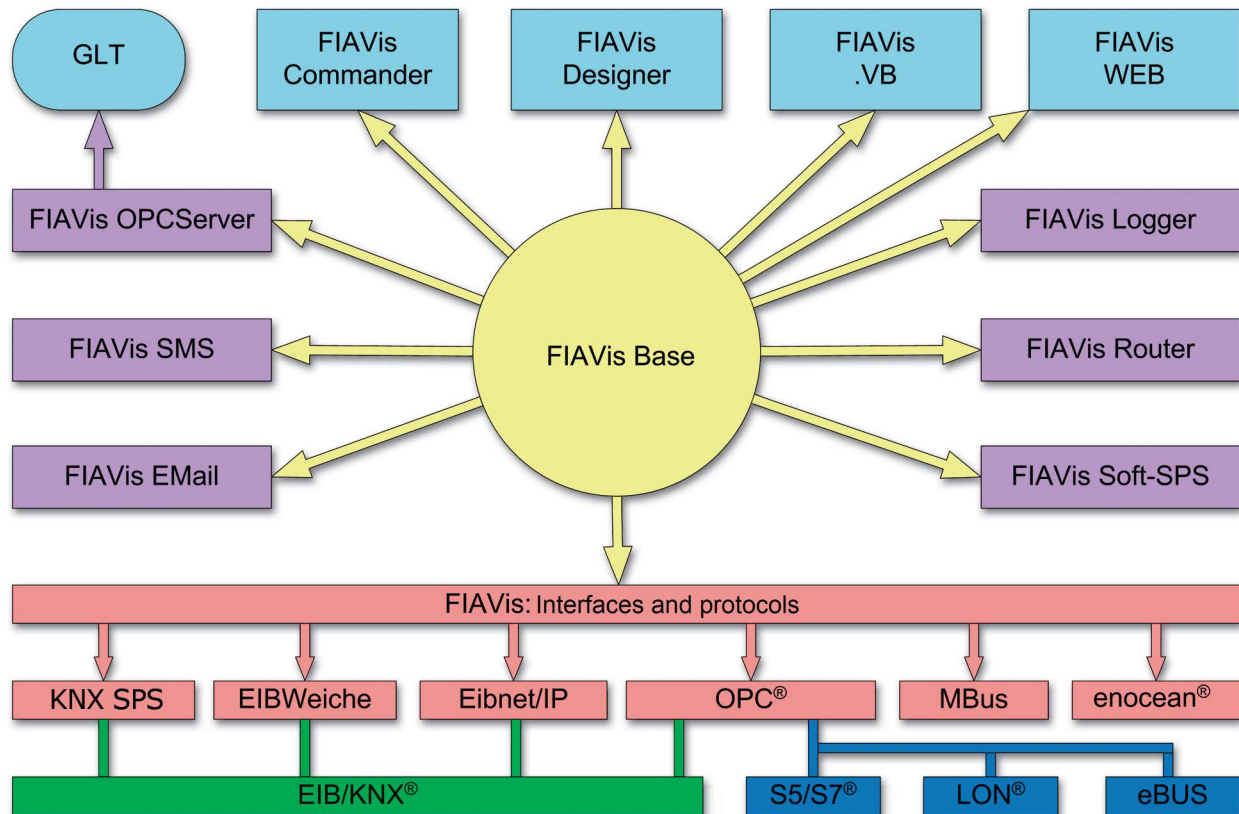 GLT
FIAVis
Commander
FIAVis
Designer
FIAVis
.VB
FIAVis
WEB
FIAVis OPCServer
FIAVis Logger
FIAVis SMS
FIAVis Base
FIAVis Router
FIAVis EMail
FIAVis Soft-SPS
FIAVis: Interfaces and protocols
KNX SPS
EIBWeiche
Eibnet/IP
OPC®
MBus
enocean®
EIB/KNX®
S5/S7®
LON®
eBUS